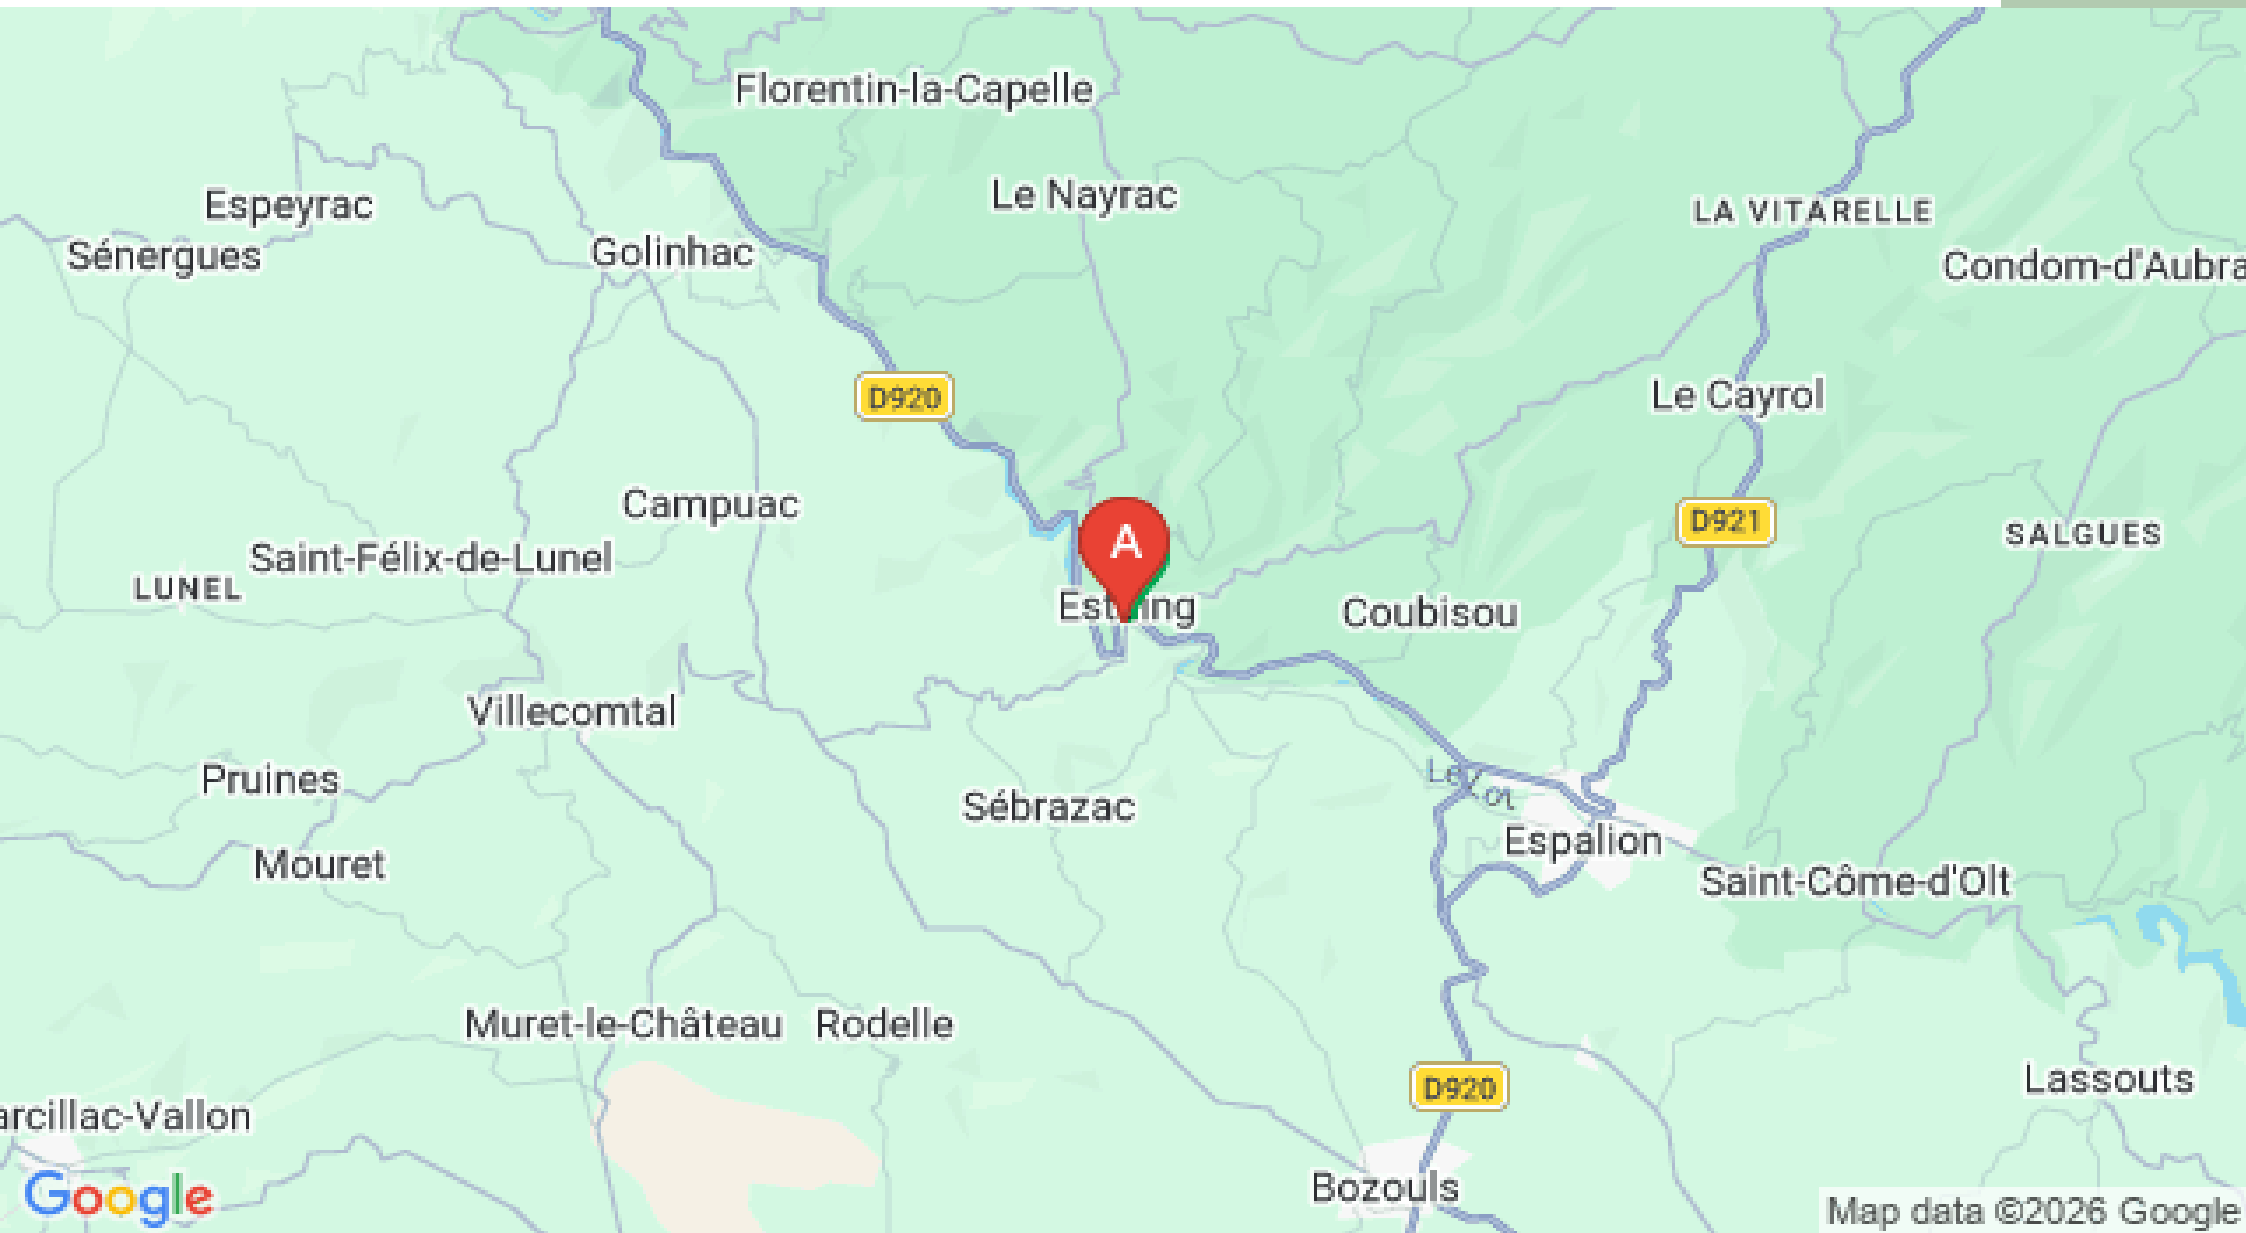 Florentin-la-Capelle
Le Nayrac
Espeyrac
LA VITARELLE
Sénergues
Golinhac
Condom-d'Aubra
D920
Le Cayrol
Campuac
A
D921
SALGUES
Saint-Félix-de-Lunel
LUNEL
Coubisou
Villecomtal
Pruines
Sébrazac
Espalion
Mouret
Saint-Côme-d'Olt
Muret-le-Château
Rodelle
Lassouts
D920
arcillac-Vallon
Bozouls
Google
Map data ©2026 Google